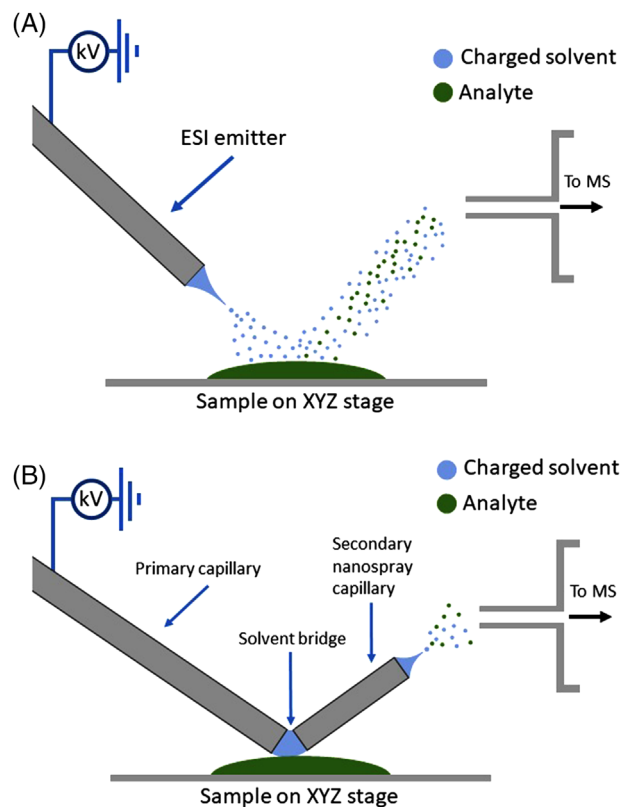 (A)
kV
Charged solvent
Analyte
ESI emitter
To MS
Sample on XYZ stage
(B)
kV
Charged solvent
Analyte
Primary capillary
Secondary
nanospray
capillary
Solvent bridge
To MS
Sample on XYZ stage